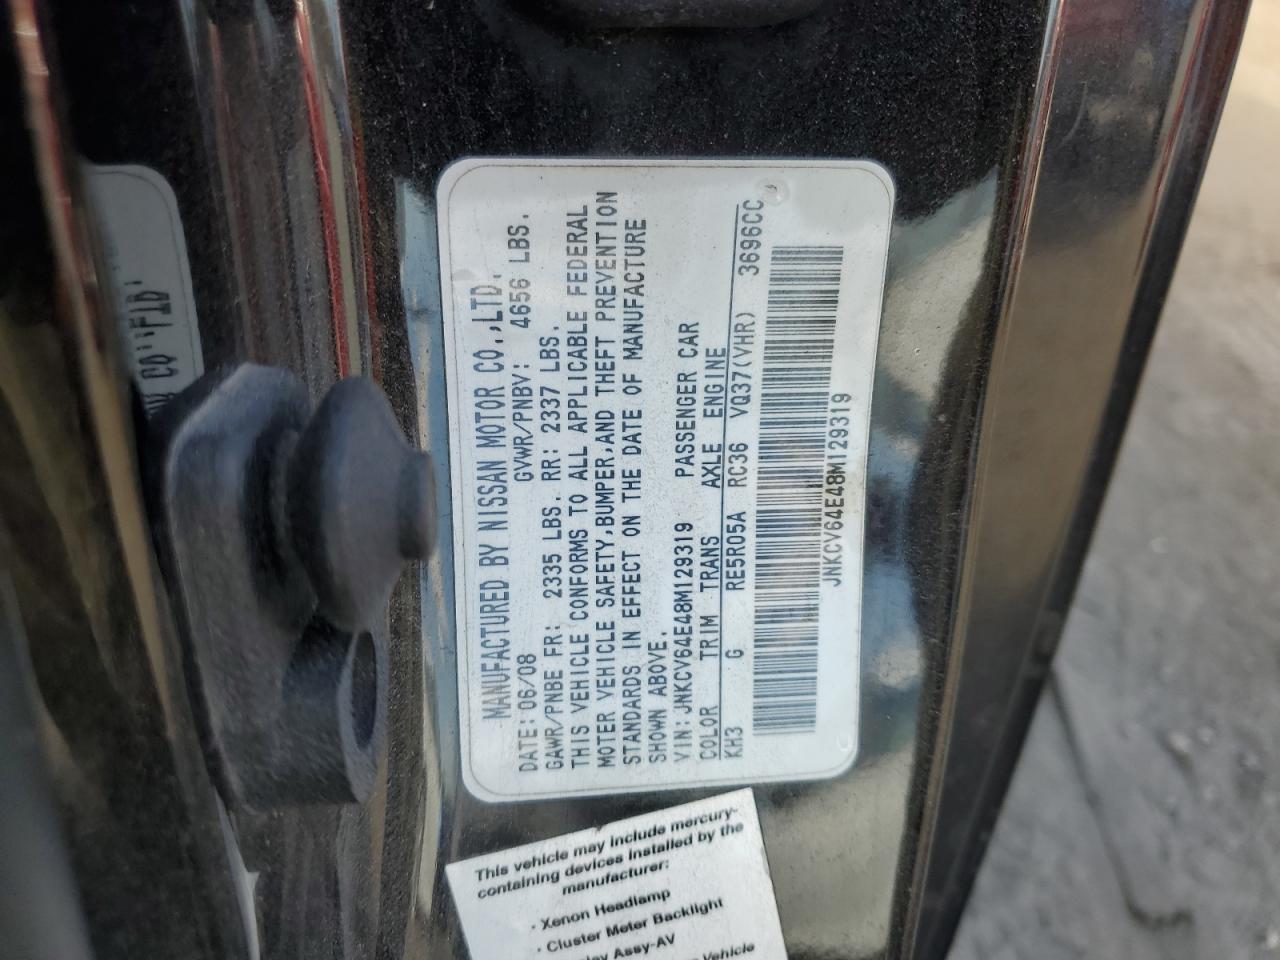 MANUFACTURED BY NISSAN MOTOR CO.,LTD.
DATE:06/08 GVWR/PNBV: 4656 LBS.
GAWR/PNBE FR: 2335 LBS. RR: 2337 LBS.
THIS VEHICLE CONFORMS TO ALL APPLICABLE FEDERAL
MOTOR VEHICLE SAFETY,BUMPER,AND THEFT PREVENTION
STANDARDS IN EFFECT ON THE DATE OF MANUFACTURE
SHOWN ABOVE.
VIN:JNKCV64E48M129319 PASSENGER CAR
COLOR TRIM TRANS AXLE ENGINE
KH3 G RE5R05A RC36 VQ37(VHR) 3696CC
JNKCV64E48M129319
This vehicle may include mercury-
containing devices installed by the
manufacturer:
· Xenon Headlamp
· Cluster Meter Backlight
Assy-AV
Vehicle